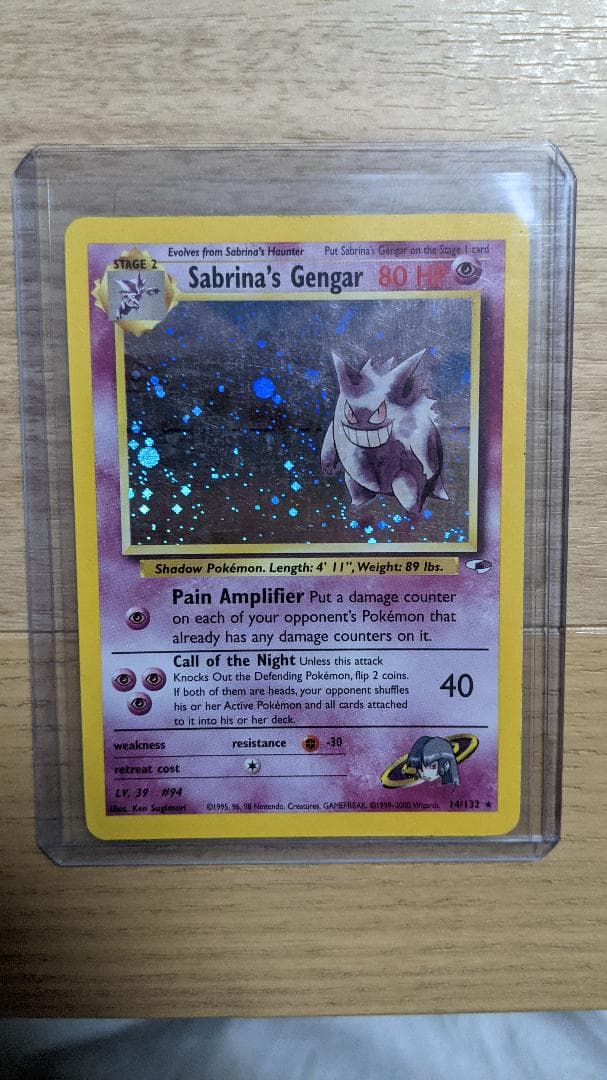 Evolves from Sabrina's Haunter Put Sabrina's Gengar on the Stage 1 card
STAGE 2
Sabrina's Gengar 80 HP
Shadow Pokémon. Length: 4' 11", Weight: 89 lbs.
Pain Amplifier Put a damage counter
on each of your opponent's Pokémon that
already has any damage counters on it.
Call of the Night Unless this attack
Knocks Out the Defending Pokémon, flip 2 coins.
If both of them are heads, your opponent shuffles
his or her Active Pokémon and all cards attached
to it into his or her deck.
40
weakness resistance -30
retreat cost
LV. 39 #94
Illus. Ken Sugimori ©1995, 96, 98 Nintendo, Creatures, GAMEFREAK. ©1999-2000 Wizards. 14/132 ★